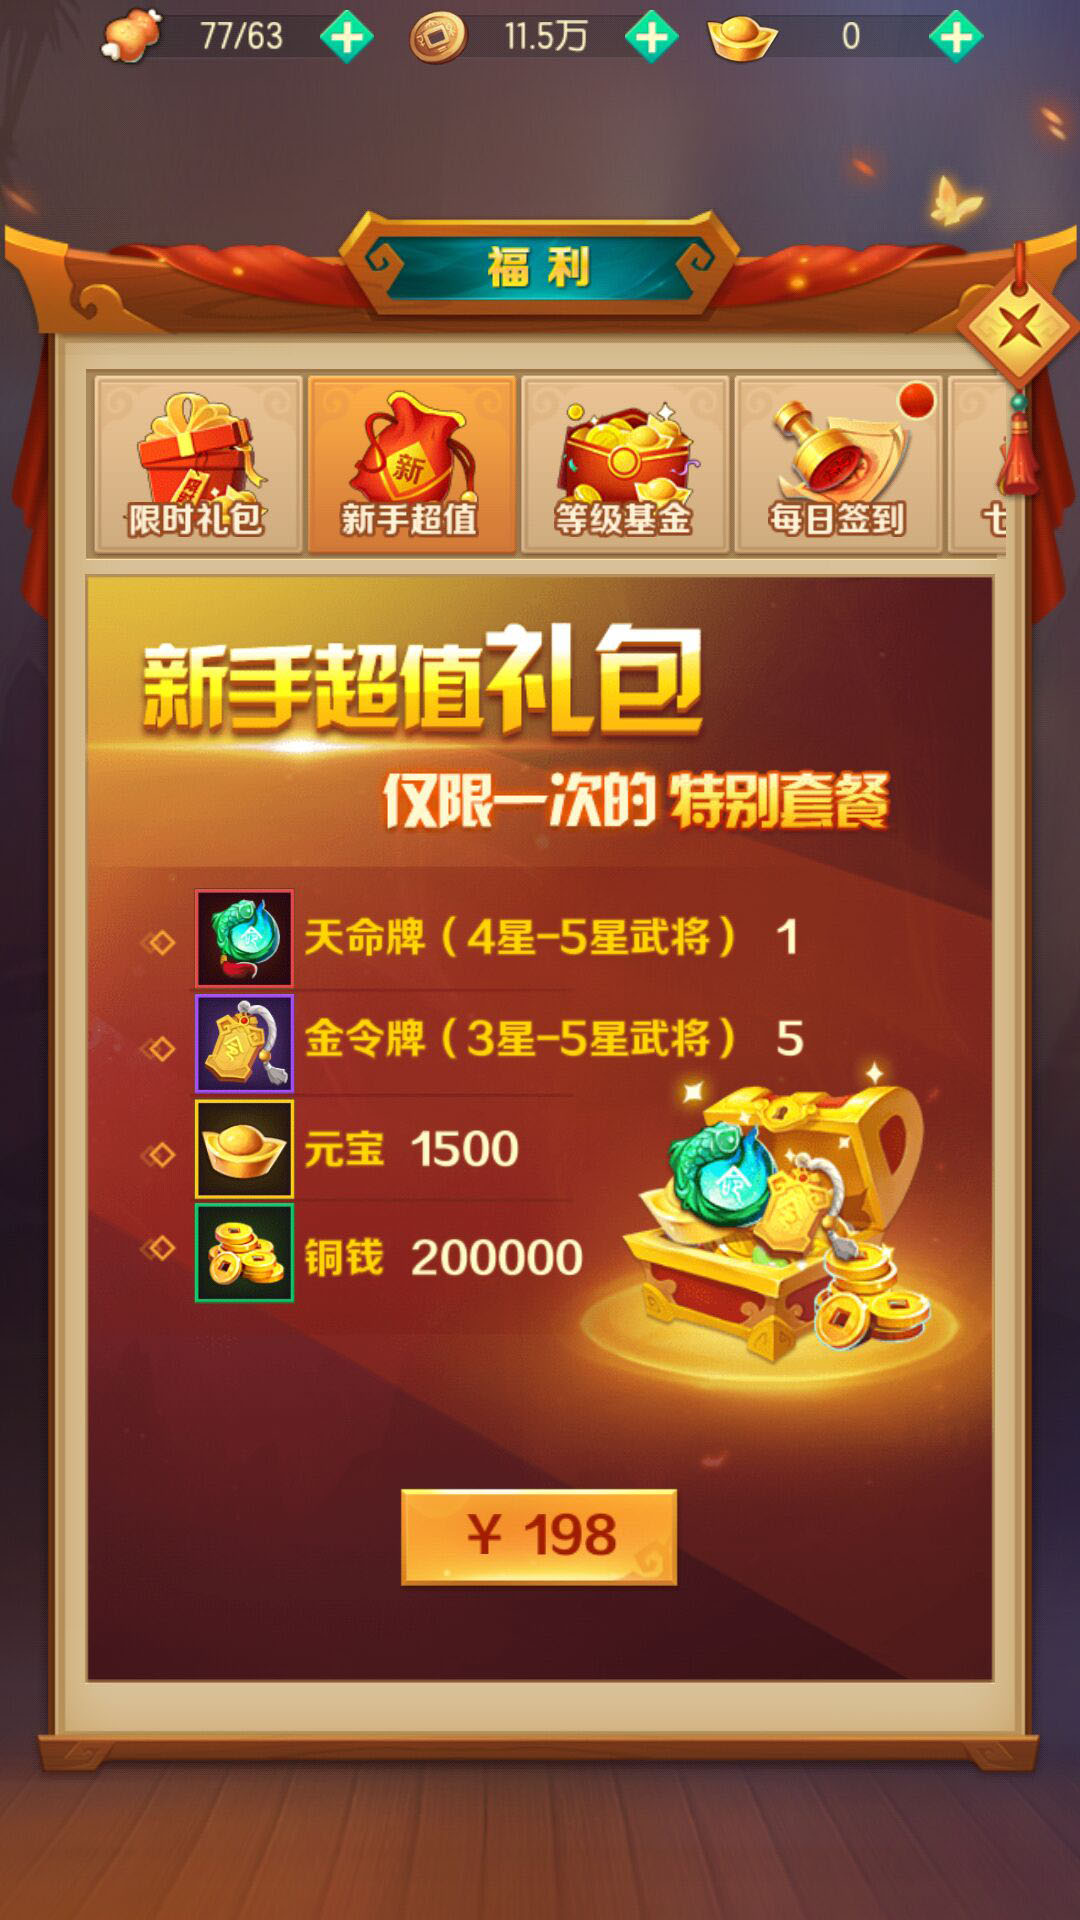 77/63
11.5万
0
福利
限时礼包
新手超值
新
等级基金
每日签到
七
新手超值礼包
仅限一次的 特别套餐
天命牌（4星-5星武将） 1
金令牌（3星-5星武将） 5
元宝 1500
铜钱 200000
¥ 198